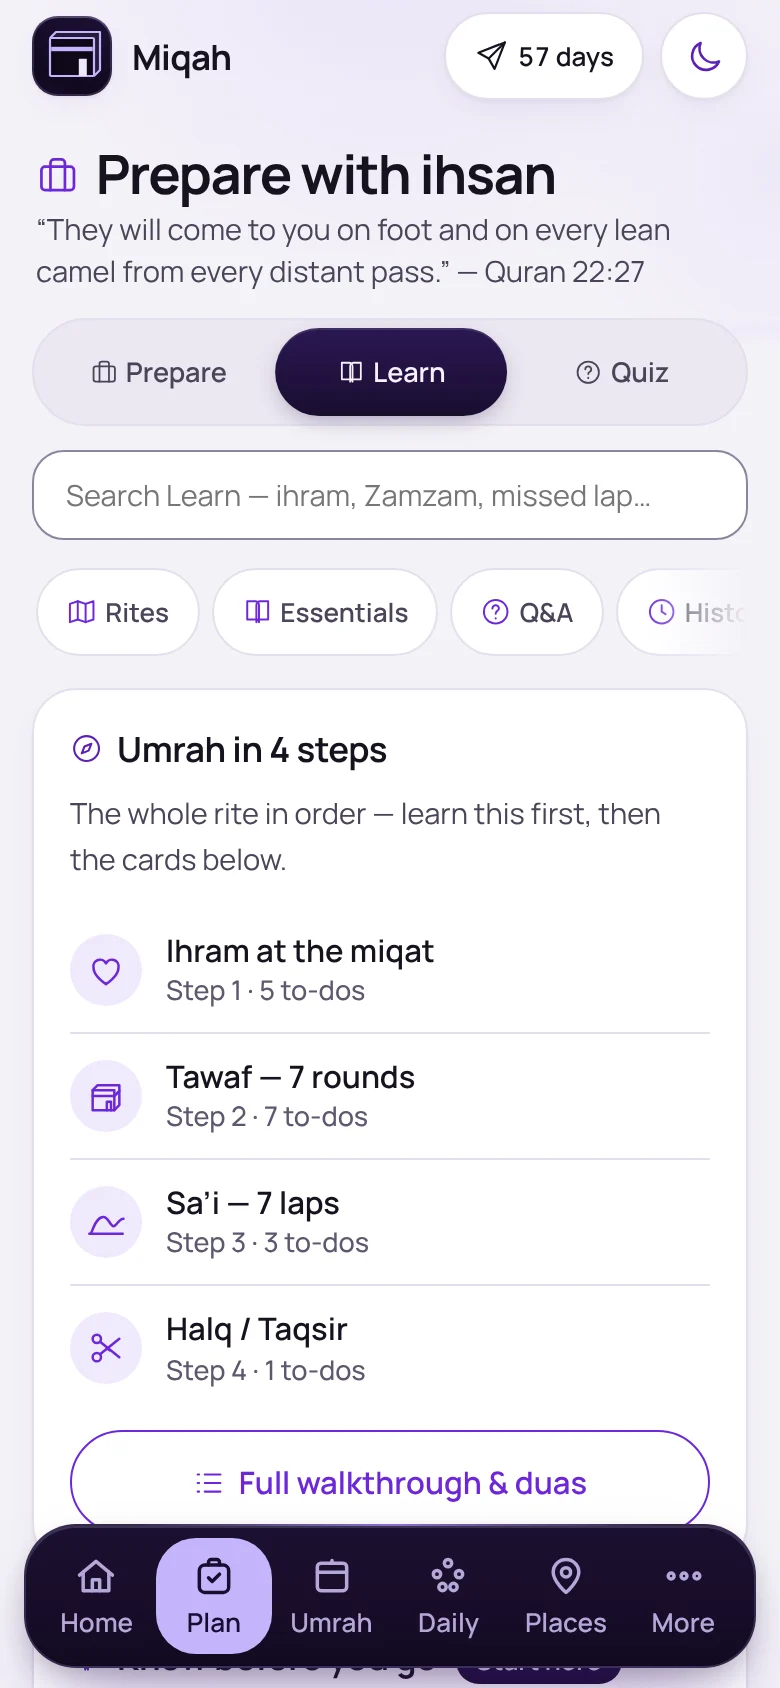 Miqah
57 days
Prepare with ihsan
“They will come to you on foot and on every lean
camel from every distant pass.” — Quran 22:27
Prepare
Learn
Quiz
Search Learn — ihram, Zamzam, missed lap...
Rites
Essentials
Q&A
Umrah in 4 steps
The whole rite in order — learn this first, then
the cards below.
Ihram at the miqat
Step 1 · 5 to-dos
Tawaf — 7 rounds
Step 2 · 7 to-dos
Sa’i — 7 laps
Step 3 · 3 to-dos
Halq / Taqsir
Step 4 · 1 to-dos
Full walkthrough & duas
Home
Plan
Umrah
Daily
Places
More